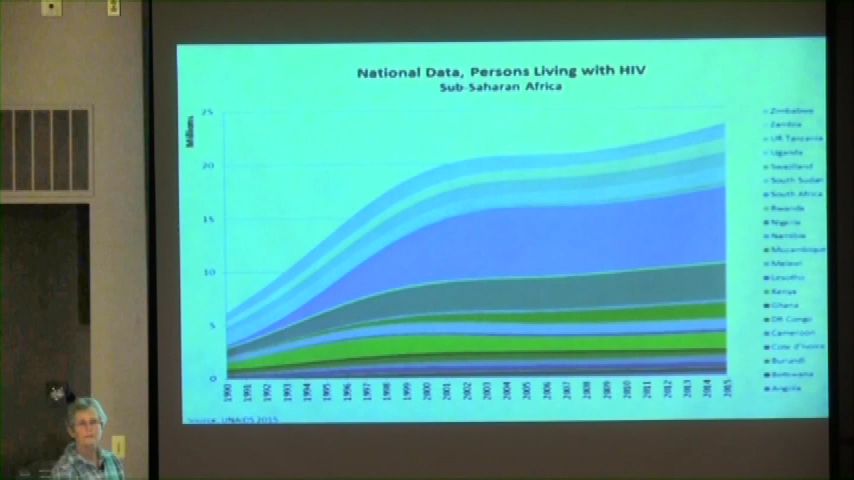 National Data, Persons Living with HIV
Sub-Saharan Africa
Millions
25
20
15
10
5
0
1990 1991 1992 1993 1994 1995 1996 1997 1998 1999 2000 2001 2002 2003 2004 2005 2006 2007 2008 2009 2010 2011 2012 2013 2014 2015
Zimbabwe
Zambia
UR Tanzania
Uganda
Swaziland
South Sudan
South Africa
Rwanda
Nigeria
Namibia
Mozambique
Malawi
Lesotho
Kenya
Ghana
DR Congo
Cameroon
Cote d'Ivoire
Burundi
Botswana
Angola
Source: UNAIDS 2015